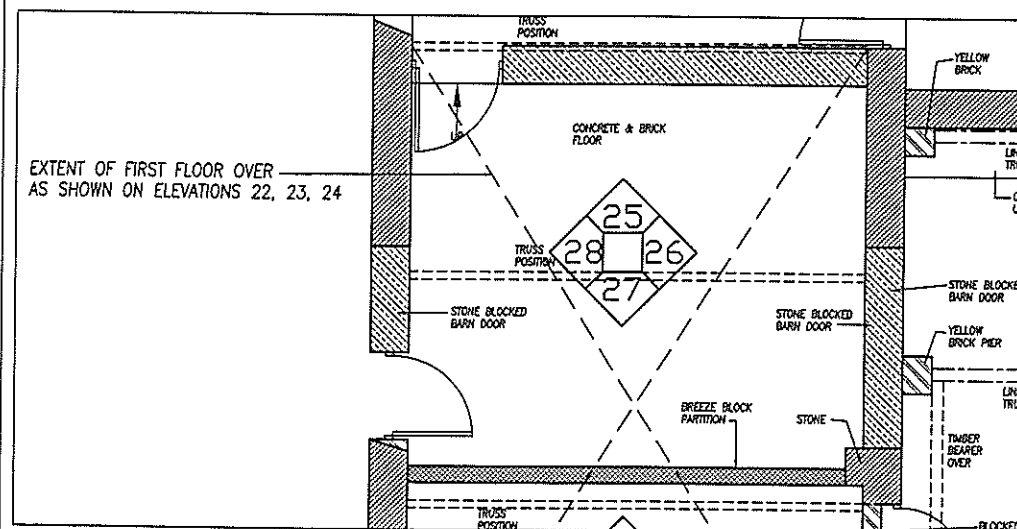 TRUSS
POSITION
YELLOW
BRICK
UP
CONCRETE & BRICK
FLOOR
EXTENT OF FIRST FLOOR OVER
AS SHOWN ON ELEVATIONS 22, 23, 24
25
28
26
27
TRUSS
POSITION
STONE BLOCKED
BARN DOOR
STONE BLOCKED
BARN DOOR
STONE BLOCKE
BARN DOOR
YELLOW
BRICK PIER
BREEZE BLOCK
PARTITION
STONE
TIMBER
BEARER
OVER
TRUSS
POSITION
BLOCKED